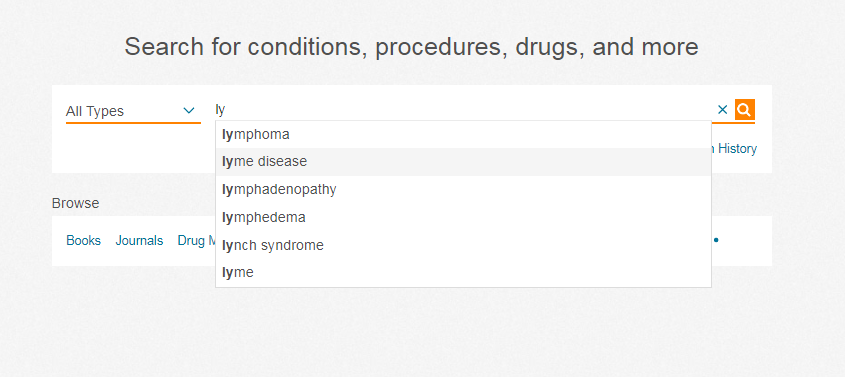 Search for conditions, procedures, drugs, and more
All Types
ly
lymphoma
lyme disease
lymphadenopathy
lymphedema
lynch syndrome
lyme
History
Browse
Books Journals Drug